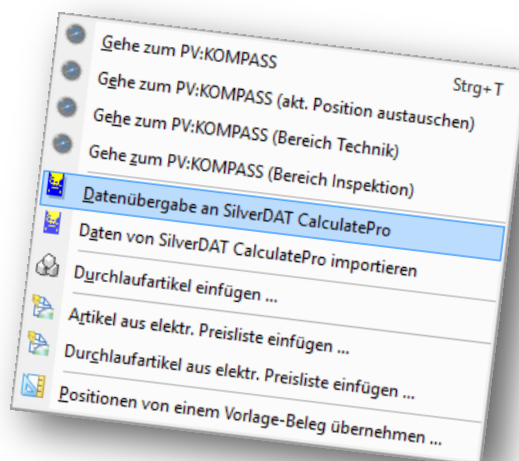 Gehe zum PV:KOMPASS Strg+T
Gehe zum PV:KOMPASS (akt. Position austauschen)
Gehe zum PV:KOMPASS (Bereich Technik)
Gehe zum PV:KOMPASS (Bereich Inspektion)
Datenübergabe an SilverDAT CalculatePro
Daten von SilverDAT CalculatePro importieren
Durchlaufartikel einfügen ...
Artikel aus elektr. Preisliste einfügen ...
Durchlaufartikel aus elektr. Preisliste einfügen ...
Positionen von einem Vorlage-Beleg übernehmen ...